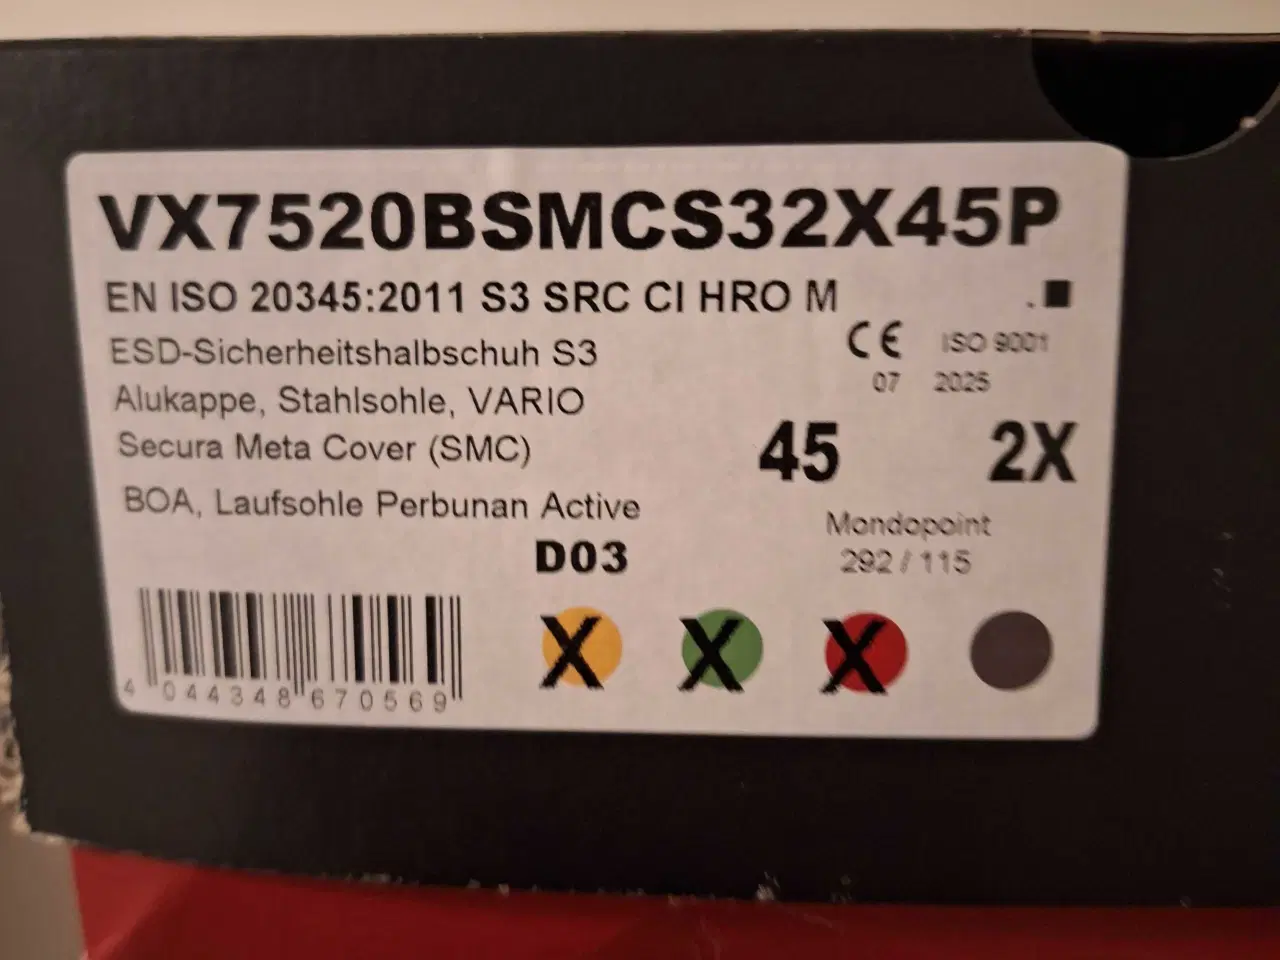 VX7520BSMCS32X45P
EN ISO 20345:2011 S3 SRC CI HRO M
ESD-Sicherheitshalbschuh S3
CE ISO 9001
07 2025
Alukappe, Stahlsohle, VARIO
Secura Meta Cover (SMC)
45 2X
BOA, Laufsohle Perbunan Active
Mondopoint
292 / 115
D03
X X X
4 044348 670569